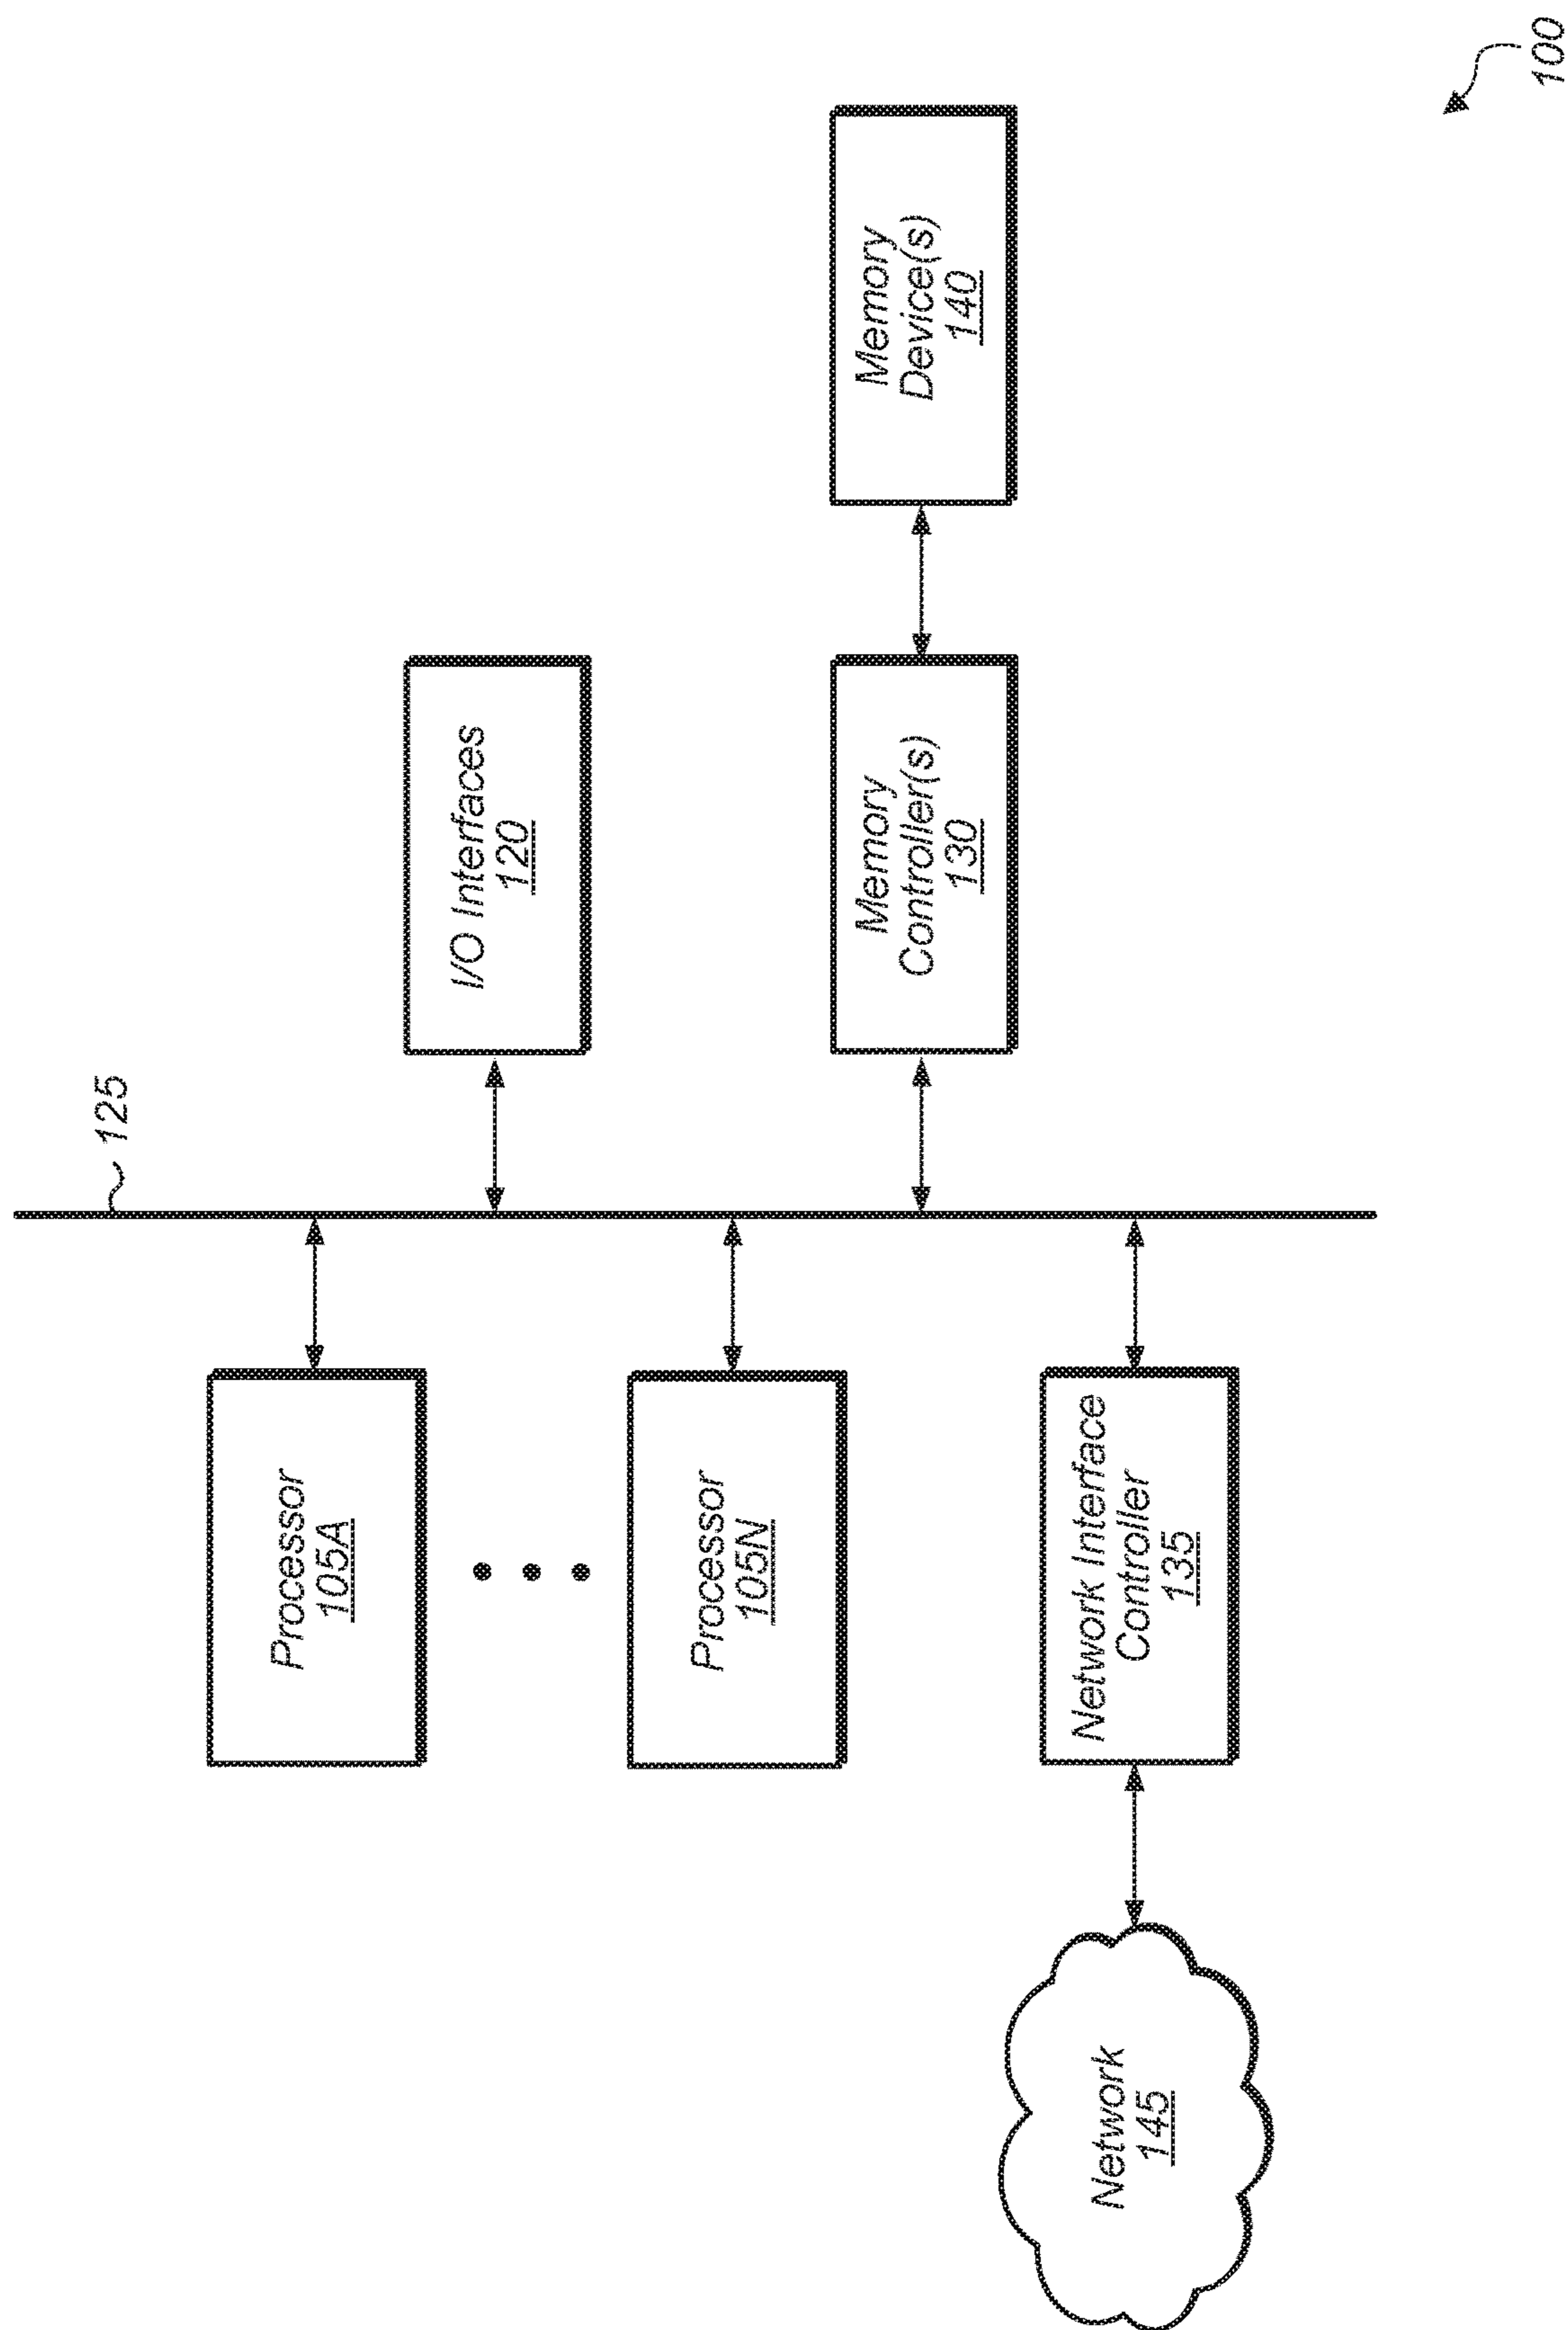 100
125
Processor
105A
I/O Interfaces
120
Processor
105N
Memory
Controller(s)
130
Memory
Device(s)
140
Network
145
Network Interface
Controller
135